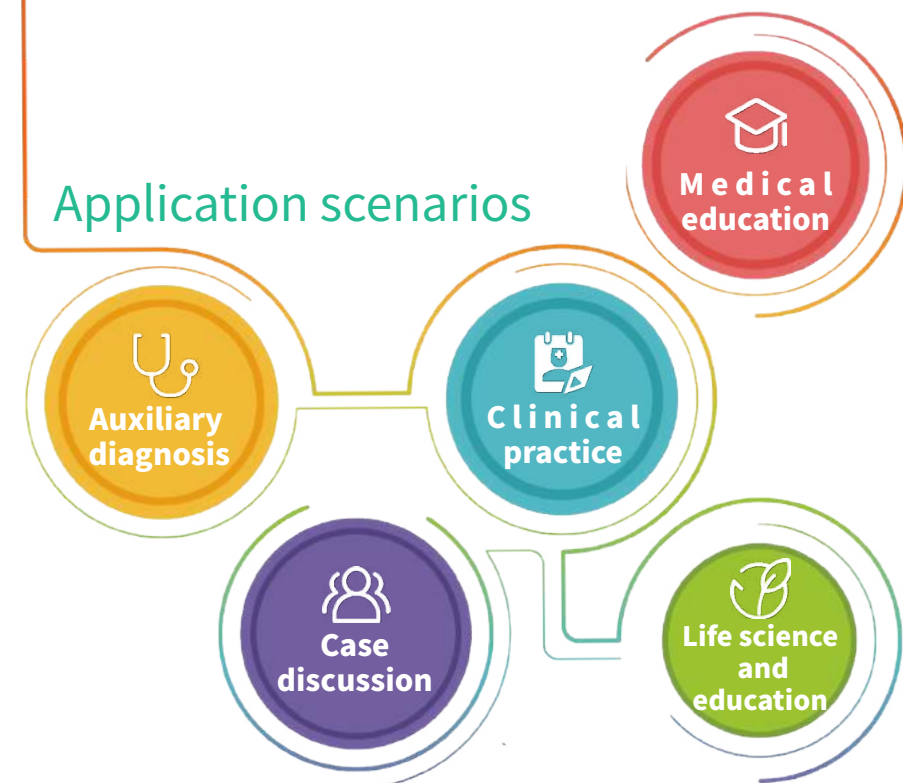 Medical
education
Application scenarios
Auxiliary
diagnosis
Clinical
practice
Case
discussion
Life science
and
education